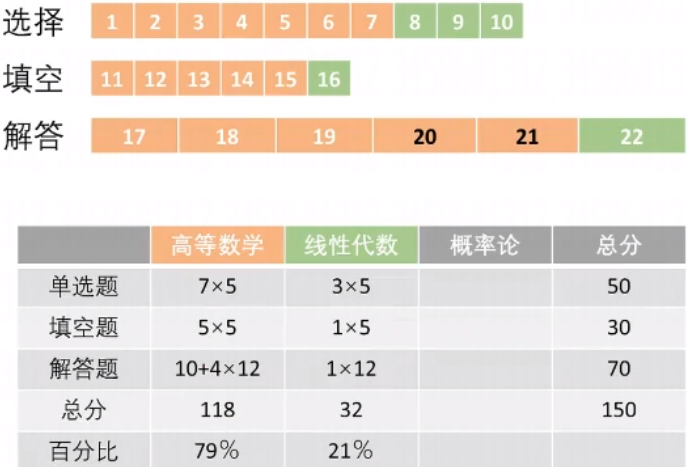 选择 1 2 3 4 5 6 7 8 9 10
填空 11 12 13 14 15 16
解答 17 18 19 20 21 22
高等数学 线性代数 概率论 总分
单选题 7×5 3×5 50
填空题 5×5 1×5 30
解答题 10+4×12 1×12 70
总分 118 32 150
百分比 79% 21%